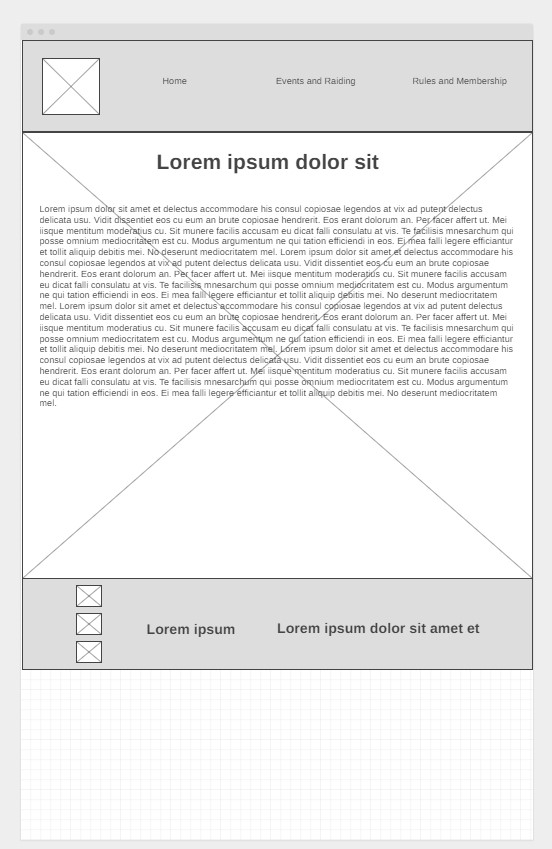 Home
Events and Raiding
Rules and Membership
Lorem ipsum dolor sit
Lorem ipsum dolor sit amet et delectus accommodare his consul copiosae legendos at vix ad putent delectus
delicata usu. Vidit dissentiet eos cu eum an brute copiosae hendrerit. Eos erant dolorum an. Per facer affert ut. Mei
iisque mentitum moderatius cu. Sit munere facilis accusam eu dicat falli consulatu at vis. Te facilisis mnesarchum qui
posse omnium mediocritatem est cu. Modus argumentum ne qui tation efficiendi in eos. Ei mea falli legere efficiantur
et tollit aliquip debitis mei. No deserunt mediocritatem mel. Lorem ipsum dolor sit amet et delectus accommodare his
consul copiosae legendos at vix ad putent delectus delicata usu. Vidit dissentiet eos cu eum an brute copiosae
hendrerit. Eos erant dolorum an. Per facer affert ut. Mei iisque mentitum moderatius cu. Sit munere facilis accusam
eu dicat falli consulatu at vis. Te facilisis mnesarchum qui posse omnium mediocritatem est cu. Modus argumentum
ne qui tation efficiendi in eos. Ei mea falli legere efficiantur et tollit aliquip debitis mei. No deserunt mediocritatem
mel. Lorem ipsum dolor sit amet et delectus accommodare his consul copiosae legendos at vix ad putent delectus
delicata usu. Vidit dissentiet eos cu eum an brute copiosae hendrerit. Eos erant dolorum an. Per facer affert ut. Mei
iisque mentitum moderatius cu. Sit munere facilis accusam eu dicat falli consulatu at vis. Te facilisis mnesarchum qui
posse omnium mediocritatem est cu. Modus argumentum ne qui tation efficiendi in eos. Ei mea falli legere efficiantur
et tollit aliquip debitis mei. No deserunt mediocritatem mel. Lorem ipsum dolor sit amet et delectus accommodare his
consul copiosae legendos at vix ad putent delectus delicata usu. Vidit dissentiet eos cu eum an brute copiosae
hendrerit. Eos erant dolorum an. Per facer affert ut. Mei iisque mentitum moderatius cu. Sit munere facilis accusam
eu dicat falli consulatu at vis. Te facilisis mnesarchum qui posse omnium mediocritatem est cu. Modus argumentum
ne qui tation efficiendi in eos. Ei mea falli legere efficiantur et tollit aliquip debitis mei. No deserunt mediocritatem
mel.
Lorem ipsum
Lorem ipsum dolor sit amet et